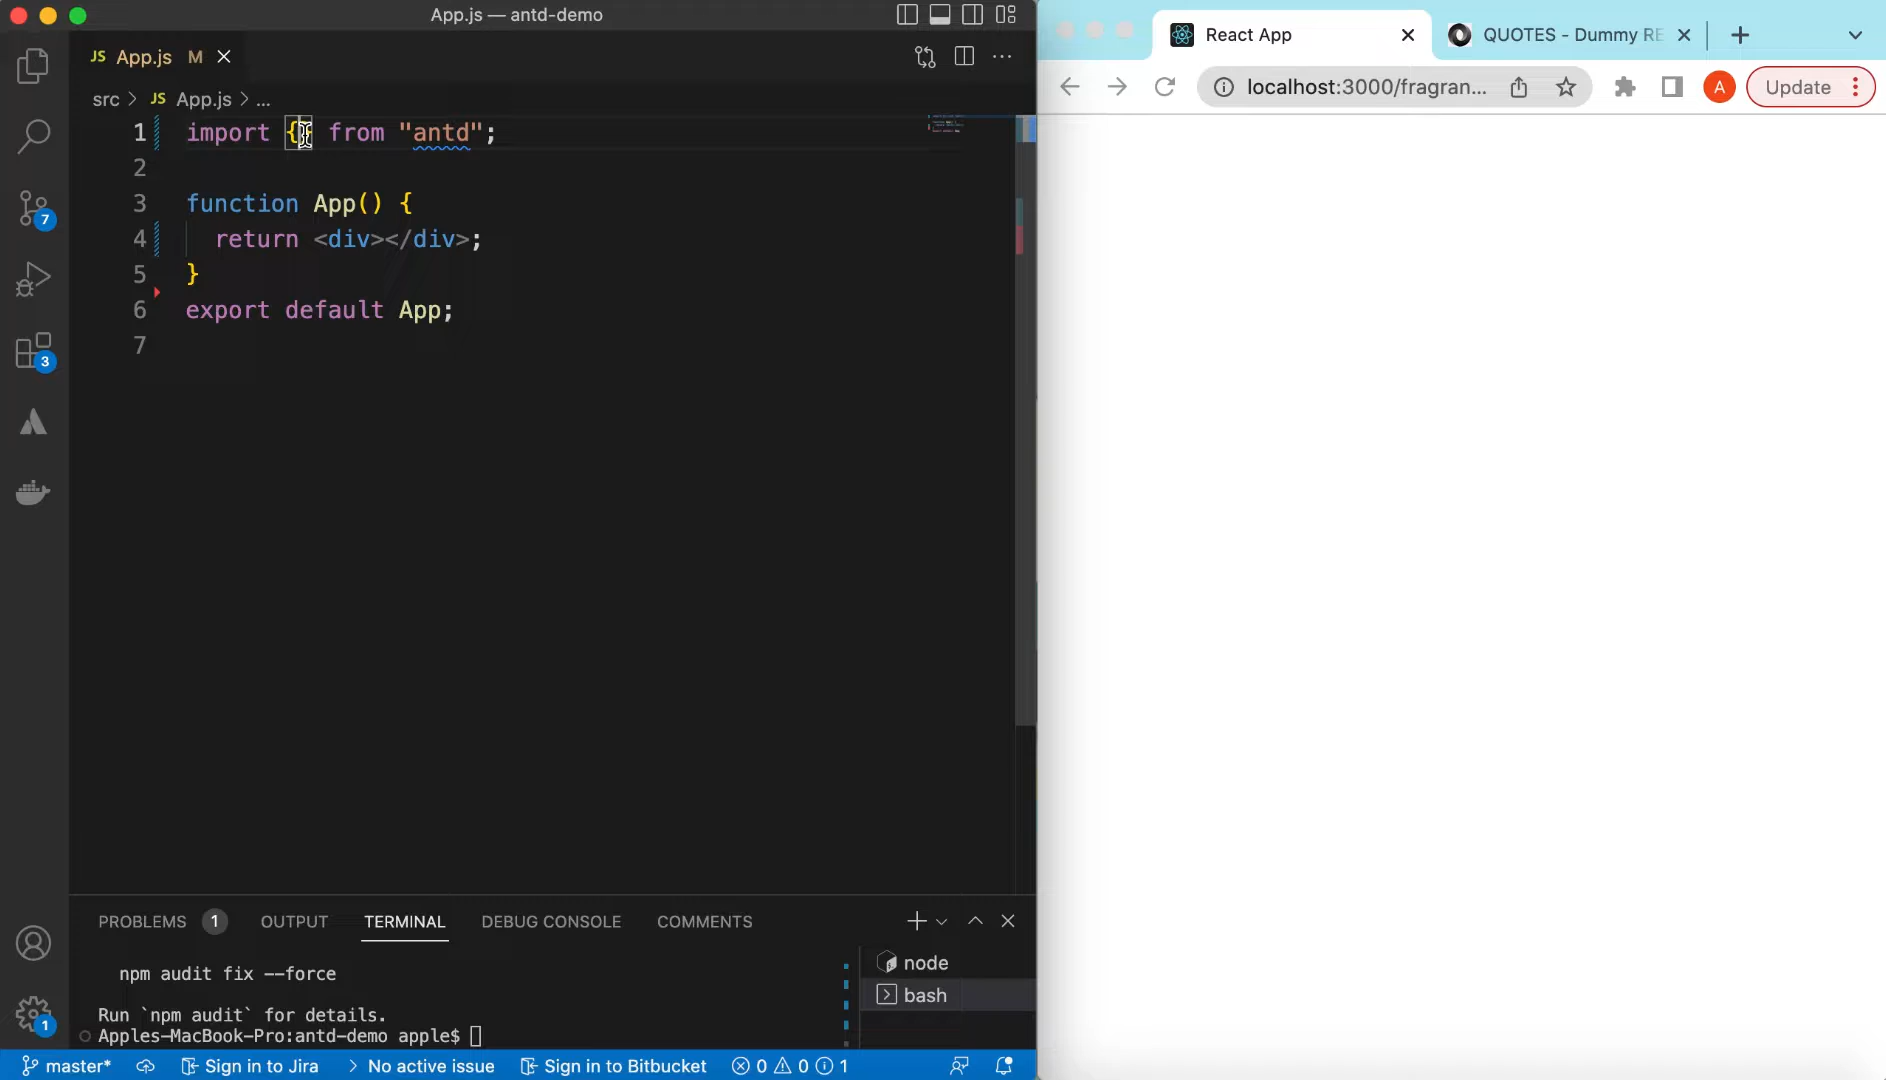 App.js — antd-demo
JS App.js M
src > JS App.js > ...
1 import {} from "antd";
2
3 function App() {
4 return <div></div>;
5 }
6 export default App;
7
7
3
1
PROBLEMS 1 OUTPUT TERMINAL DEBUG CONSOLE COMMENTS
npm audit fix --force
Run `npm audit` for details.
Apples-MacBook-Pro:antd-demo apple$
node
bash
master* Sign in to Jira > No active issue Sign in to Bitbucket 0 0 1
React App
QUOTES - Dummy RE
localhost:3000/fragran...
A
Update